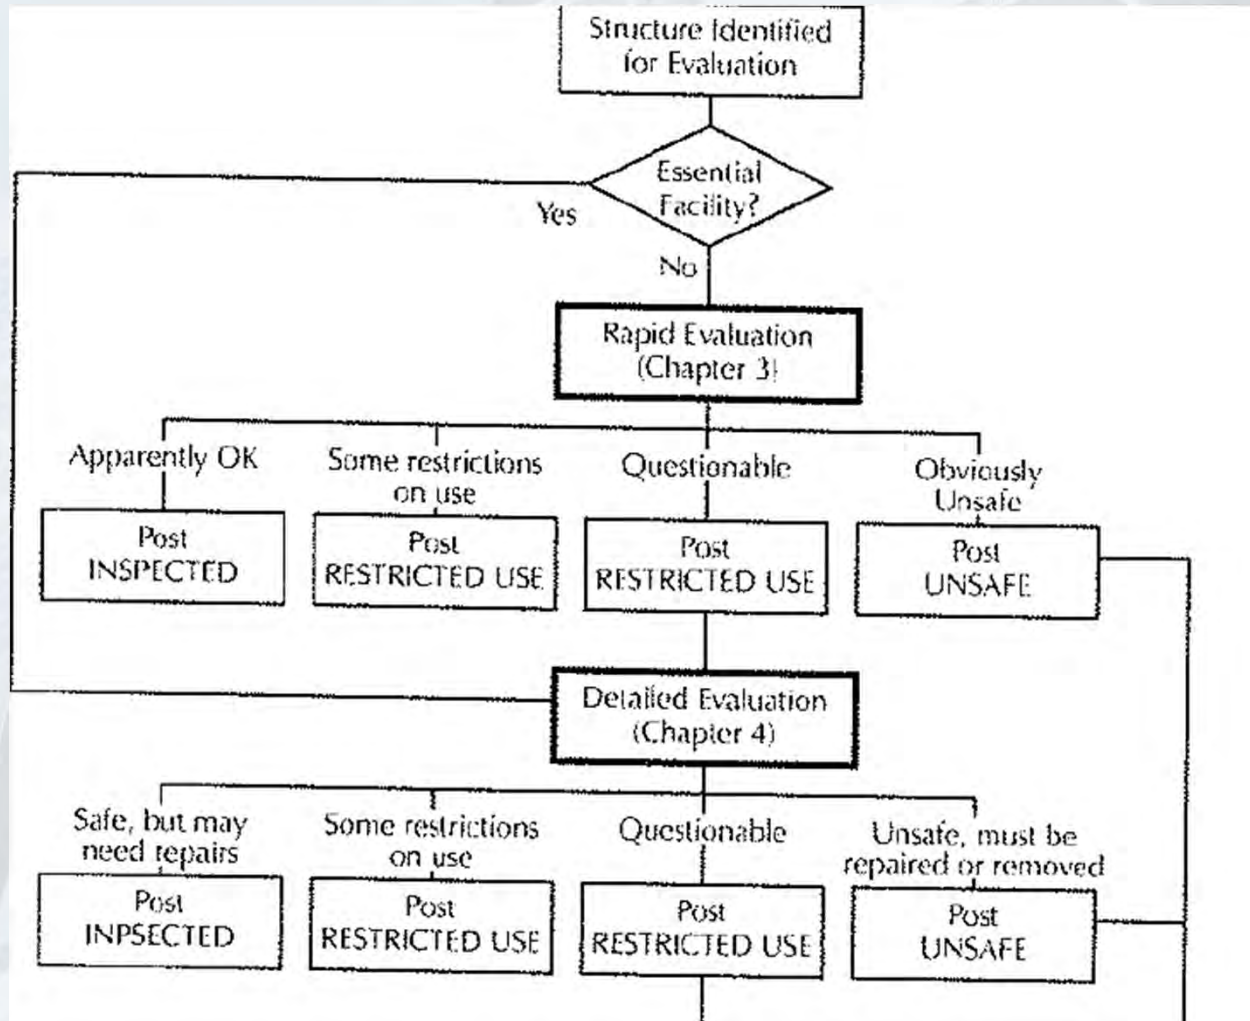 Structure Identified
for Evaluation
Essential
Facility?
Yes
No
Rapid Evaluation
(Chapter 3)
Apparently OK
Some restrictions
on use
Questionable
Obviously
Unsafe
Post
INSPECTED
Post
RESTRICTED USE
Post
RESTRICTED USE
Post
UNSAFE
Detailed Evaluation
(Chapter 4)
Safe, but may
need repairs
Some restrictions
on use
Questionable
Unsafe, must be
repaired or removed
Post
INPSECTED
Post
RESTRICTED USE
Post
RESTRICTED USE
Post
UNSAFE